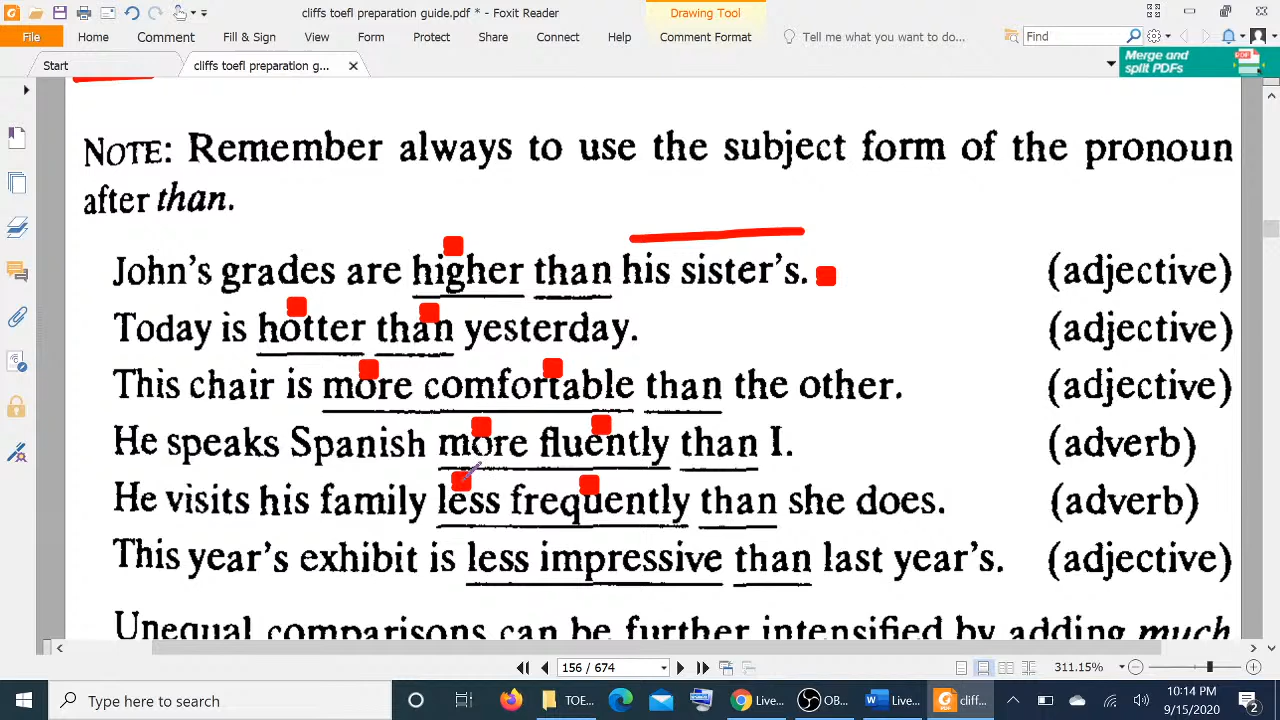 cliffs toefl preparation guide.pdf * - Foxit Reader
Drawing Tool
File Home Comment Fill & Sign View Form Protect Share Connect Help Comment Format Tell me what you want to do... Find
Start cliffs toefl preparation g...
Merge and
split PDFs
NOTE: Remember always to use the subject form of the pronoun
after than.
John's grades are higher than his sister's. (adjective)
Today is hotter than yesterday. (adjective)
This chair is more comfortable than the other. (adjective)
He speaks Spanish more fluently than I. (adverb)
He visits his family less frequently than she does. (adverb)
This year's exhibit is less impressive than last year's. (adjective)
Unequal comparisons can be further intensified by adding much
156 / 674 311.15%
Type here to search TOE... Live... OB... Live... cliff... 10:14 PM
9/15/2020 2